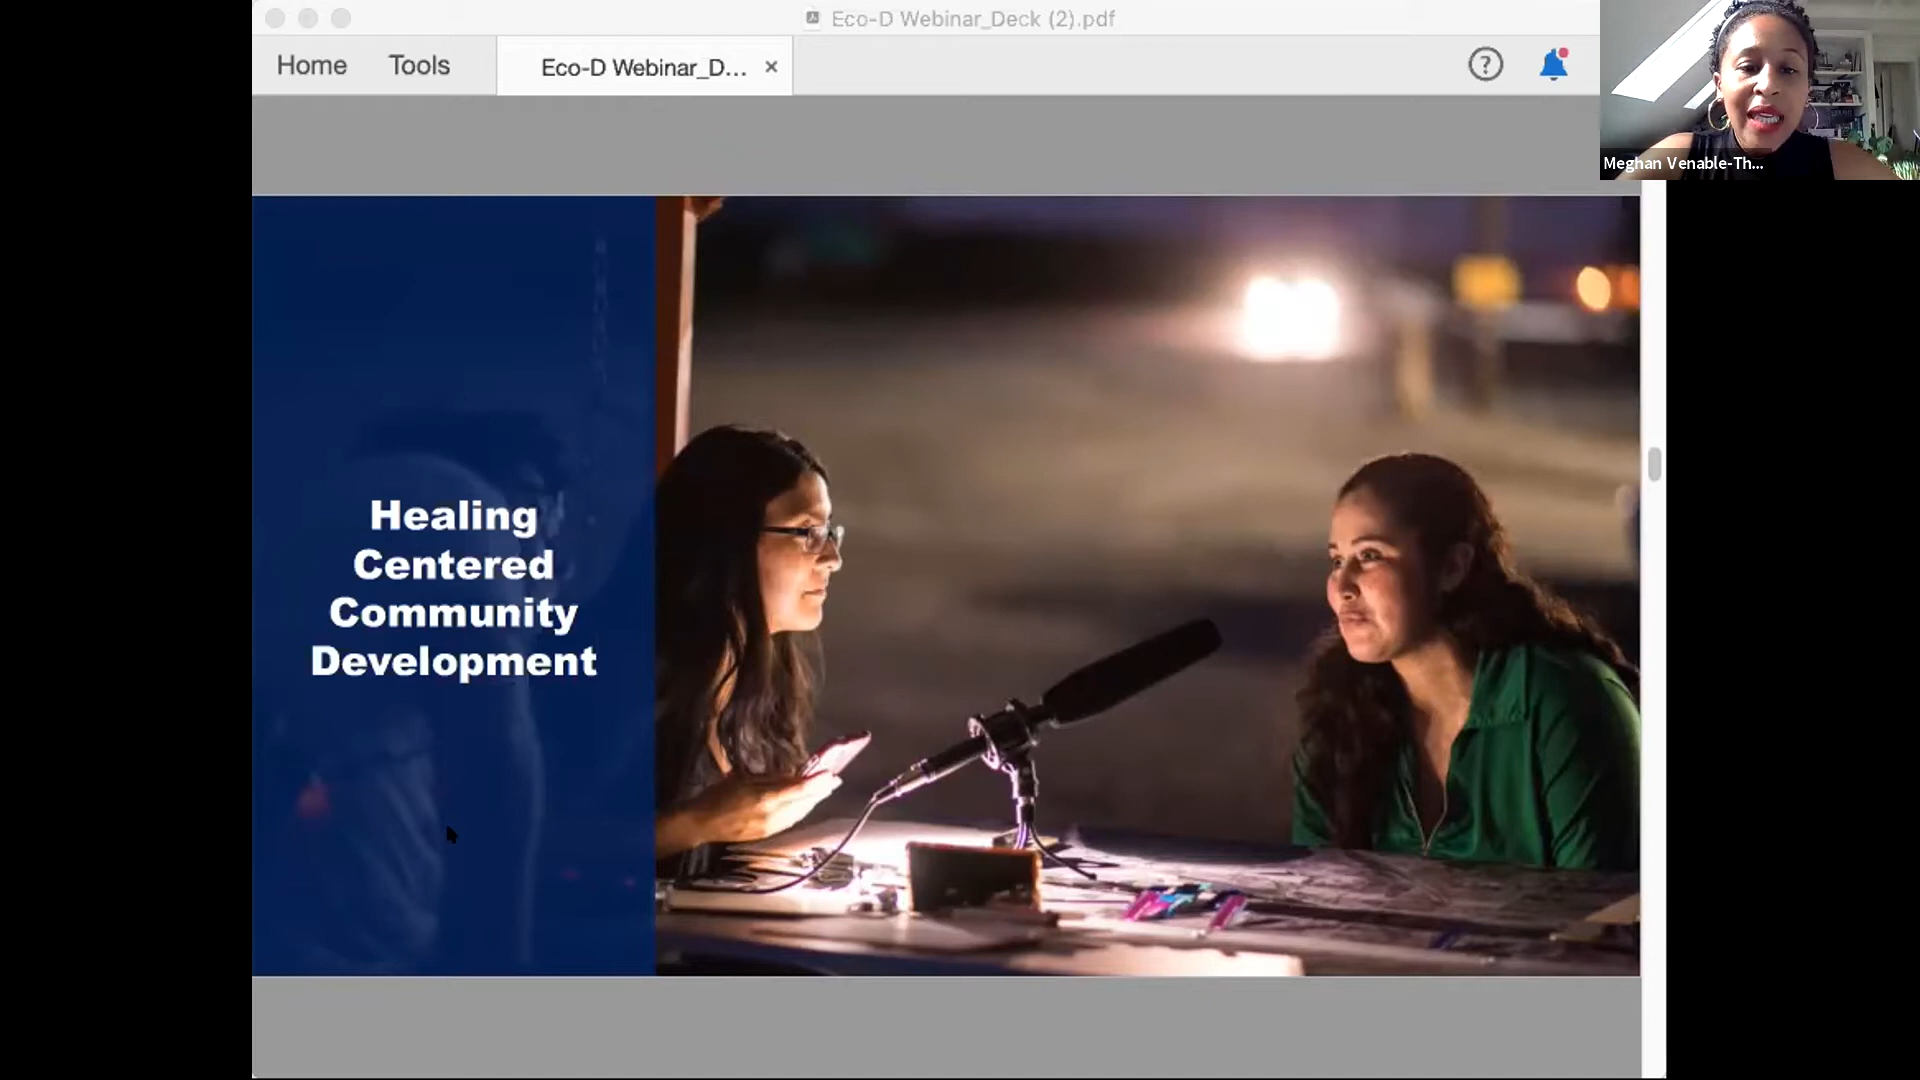 Eco-D Webinar_Deck (2).pdf
Home
Tools
Eco-D Webinar_D...
Meghan Venable-Th...
Healing
Centered
Community
Development